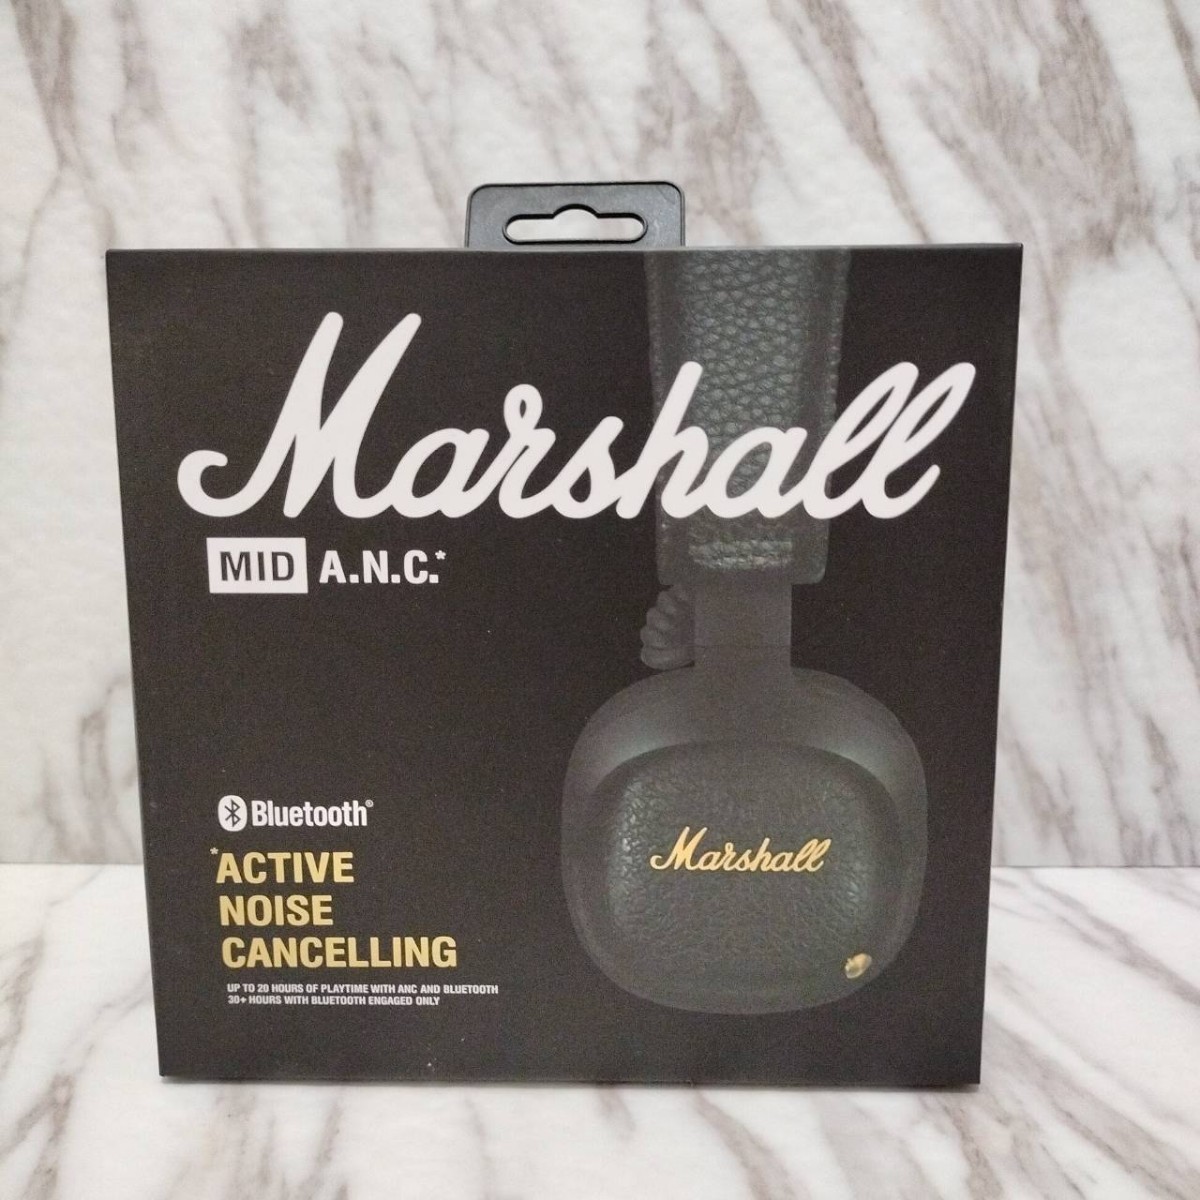 Marshall
MID A.N.C.*
Bluetooth®
*ACTIVE
NOISE
CANCELLING
UP TO 20 HOURS OF PLAYTIME WITH ANC AND BLUETOOTH
30+ HOURS WITH BLUETOOTH ENGAGED ONLY
Marshall